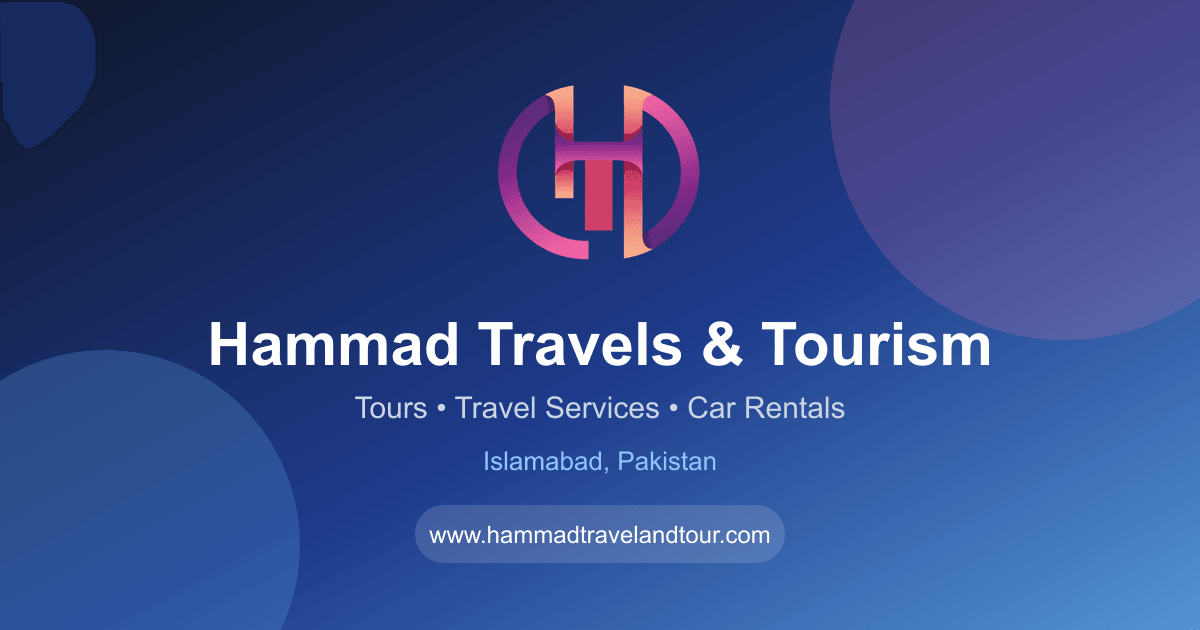 Hammad Travels & Tourism
Tours • Travel Services • Car Rentals
Islamabad, Pakistan
www.hammadtravelandtour.com